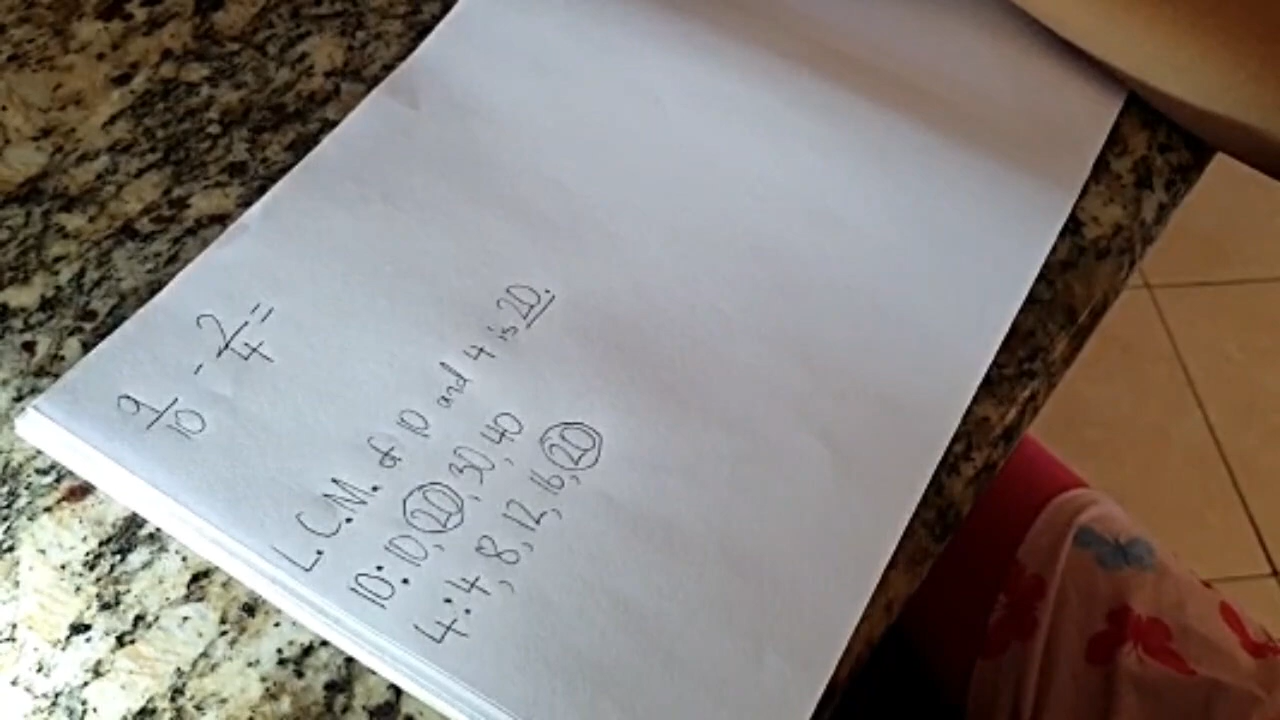 9/10 - 2/4 =
L.C.M. of 10 and 4 is 20.
10: 10, 20, 30, 40
4: 4, 8, 12, 16, 20